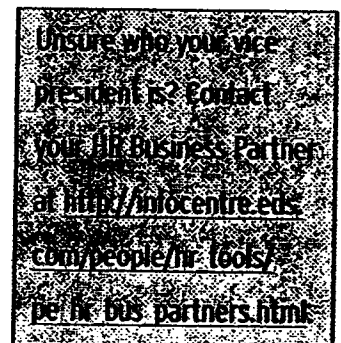 Unsure who your vice
president is? Contact
your HR Business Partner
at http://infocentre.eds.
com/people/hr_tools/
pe_hr_bus_partners.html